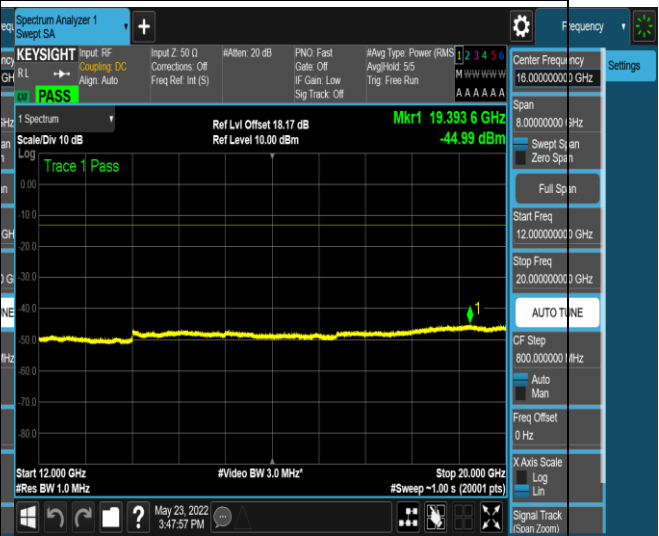 Spectrum Analyzer 1
Swept SA
Frequency
KEYSIGHT
RL
Input: RF
Coupling: DC
Align: Auto
Input Z: 50 Ω
Corrections: Off
Freq Ref: Int (S)
#Atten: 20 dB
PNO: Fast
Gate: Off
IF Gain: Low
Sig Track: Off
#Avg Type: Power (RMS
Avg|Hold: 5/5
Trig: Free Run
1 2 3 4 5 6
M W W W W W
A A A A A A
LXI
PASS
1 Spectrum
Scale/Div 10 dB
Log
Ref Lvl Offset 18.17 dB
Ref Level 10.00 dBm
Mkr1 19.393 6 GHz
-44.99 dBm
Trace 1 Pass
0.00
-10.0
-20.0
-30.0
-40.0
-50.0
-60.0
-70.0
-80.0
1
Start 12.000 GHz
#Res BW 1.0 MHz
#Video BW 3.0 MHz*
Stop 20.000 GHz
#Sweep ~1.00 s (20001 pts)
May 23, 2022
3:47:57 PM
Center Frequency
16.00000000 GHz
Settings
Span
8.00000000 GHz
Swept Span
Zero Span
Full Span
Start Freq
12.000000000 GHz
Stop Freq
20.000000000 GHz
AUTO TUNE
CF Step
800.000000 MHz
Auto
Man
Freq Offset
0 Hz
X Axis Scale
Log
Lin
Signal Track
(Span Zoom)